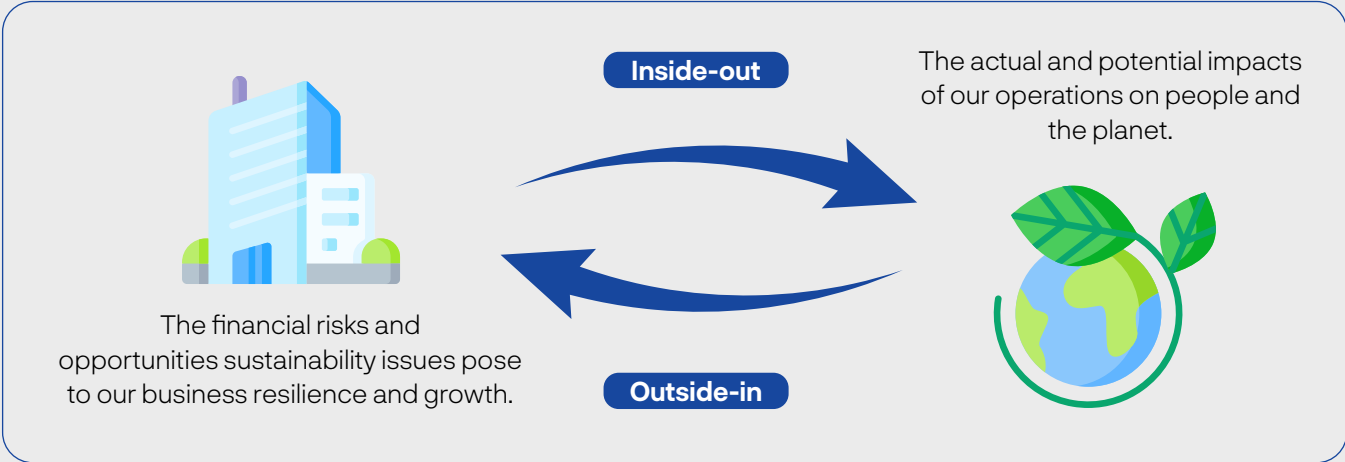 Inside-out
The actual and potential impacts
of our operations on people and
the planet.
The financial risks and
opportunities sustainability issues pose
to our business resilience and growth.
Outside-in